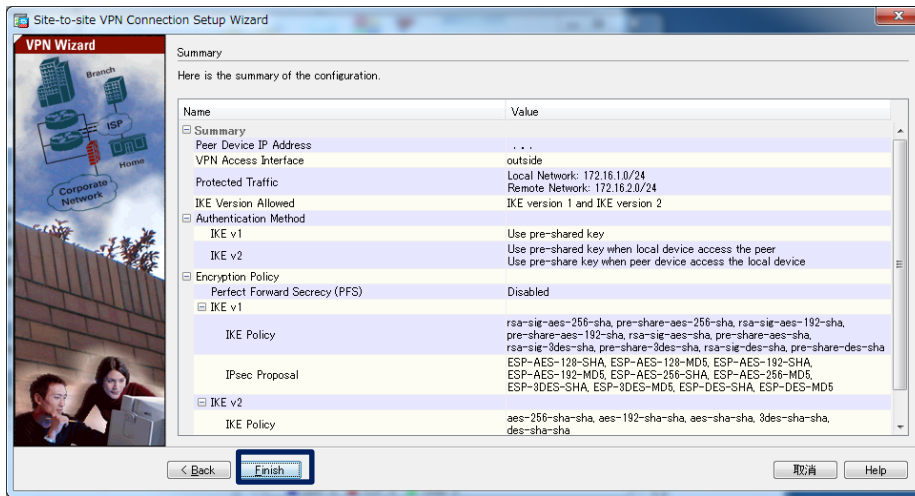 Site-to-site VPN Connection Setup Wizard
VPN Wizard
Branch
ISP
Home
Corporate
Network
Summary
Here is the summary of the configuration.
Name Value
Summary
Peer Device IP Address . . .
VPN Access Interface outside
Protected Traffic Local Network: 172.16.1.0/24
Remote Network: 172.16.2.0/24
IKE Version Allowed IKE version 1 and IKE version 2
Authentication Method
IKE v1 Use pre-shared key
IKE v2 Use pre-shared key when local device access the peer
Use pre-share key when peer device access the local device
Encryption Policy
Perfect Forward Secrecy (PFS) Disabled
IKE v1
IKE Policy rsa-sig-aes-256-sha, pre-share-aes-256-sha, rsa-sig-aes-192-sha,
pre-share-aes-192-sha, rsa-sig-aes-sha, pre-share-aes-sha,
rsa-sig-3des-sha, pre-share-3des-sha, rsa-sig-des-sha, pre-share-des-sha
IPsec Proposal ESP-AES-128-SHA, ESP-AES-128-MD5, ESP-AES-192-SHA,
ESP-AES-192-MD5, ESP-AES-256-SHA, ESP-AES-256-MD5,
ESP-3DES-SHA, ESP-3DES-MD5, ESP-DES-SHA, ESP-DES-MD5
IKE v2
IKE Policy aes-256-sha-sha, aes-192-sha-sha, aes-sha-sha, 3des-sha-sha,
des-sha-sha
< Back Finish 取消 Help